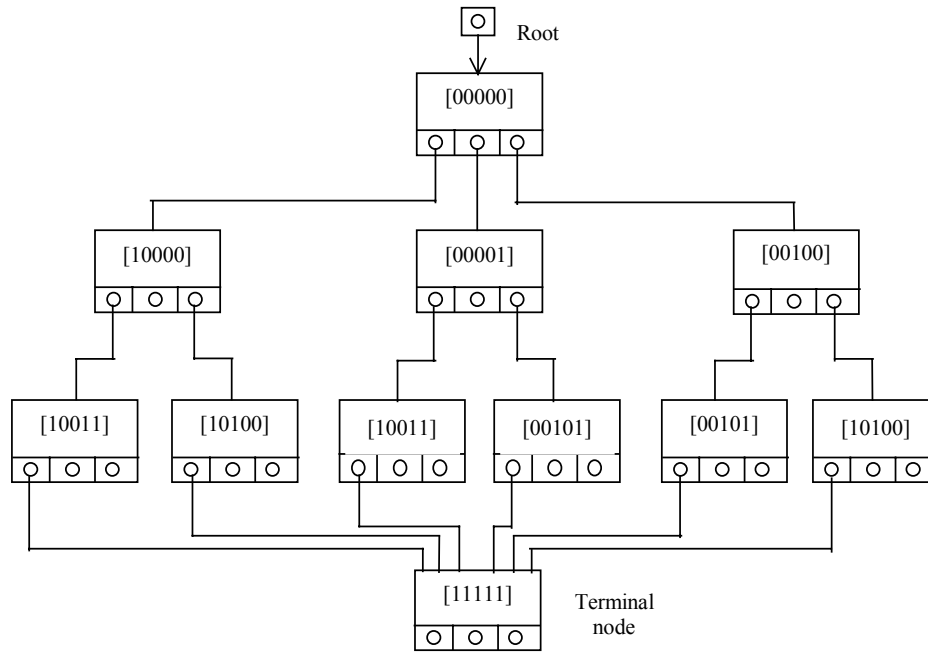 Root
[00000]
[10000] [00001] [00100]
[10011] [10100] [10011] [00101] [00101] [10100]
[11111]
Terminal
node